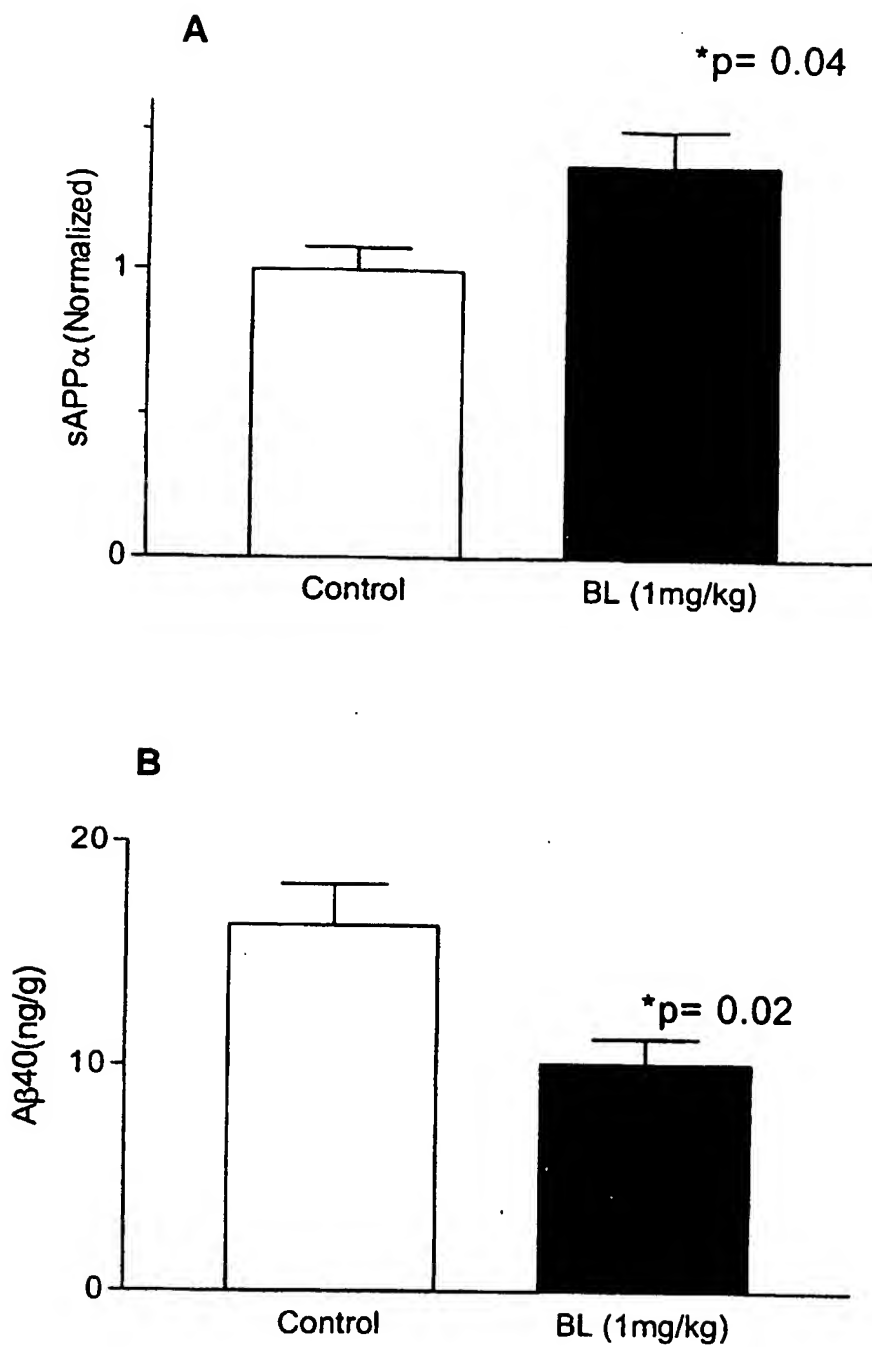 A
*p= 0.04
sAPPα(Normalized)
1
0
Control
BL (1mg/kg)
B
20
*p= 0.02
Aβ40(ng/g)
10
0
Control
BL (1mg/kg)